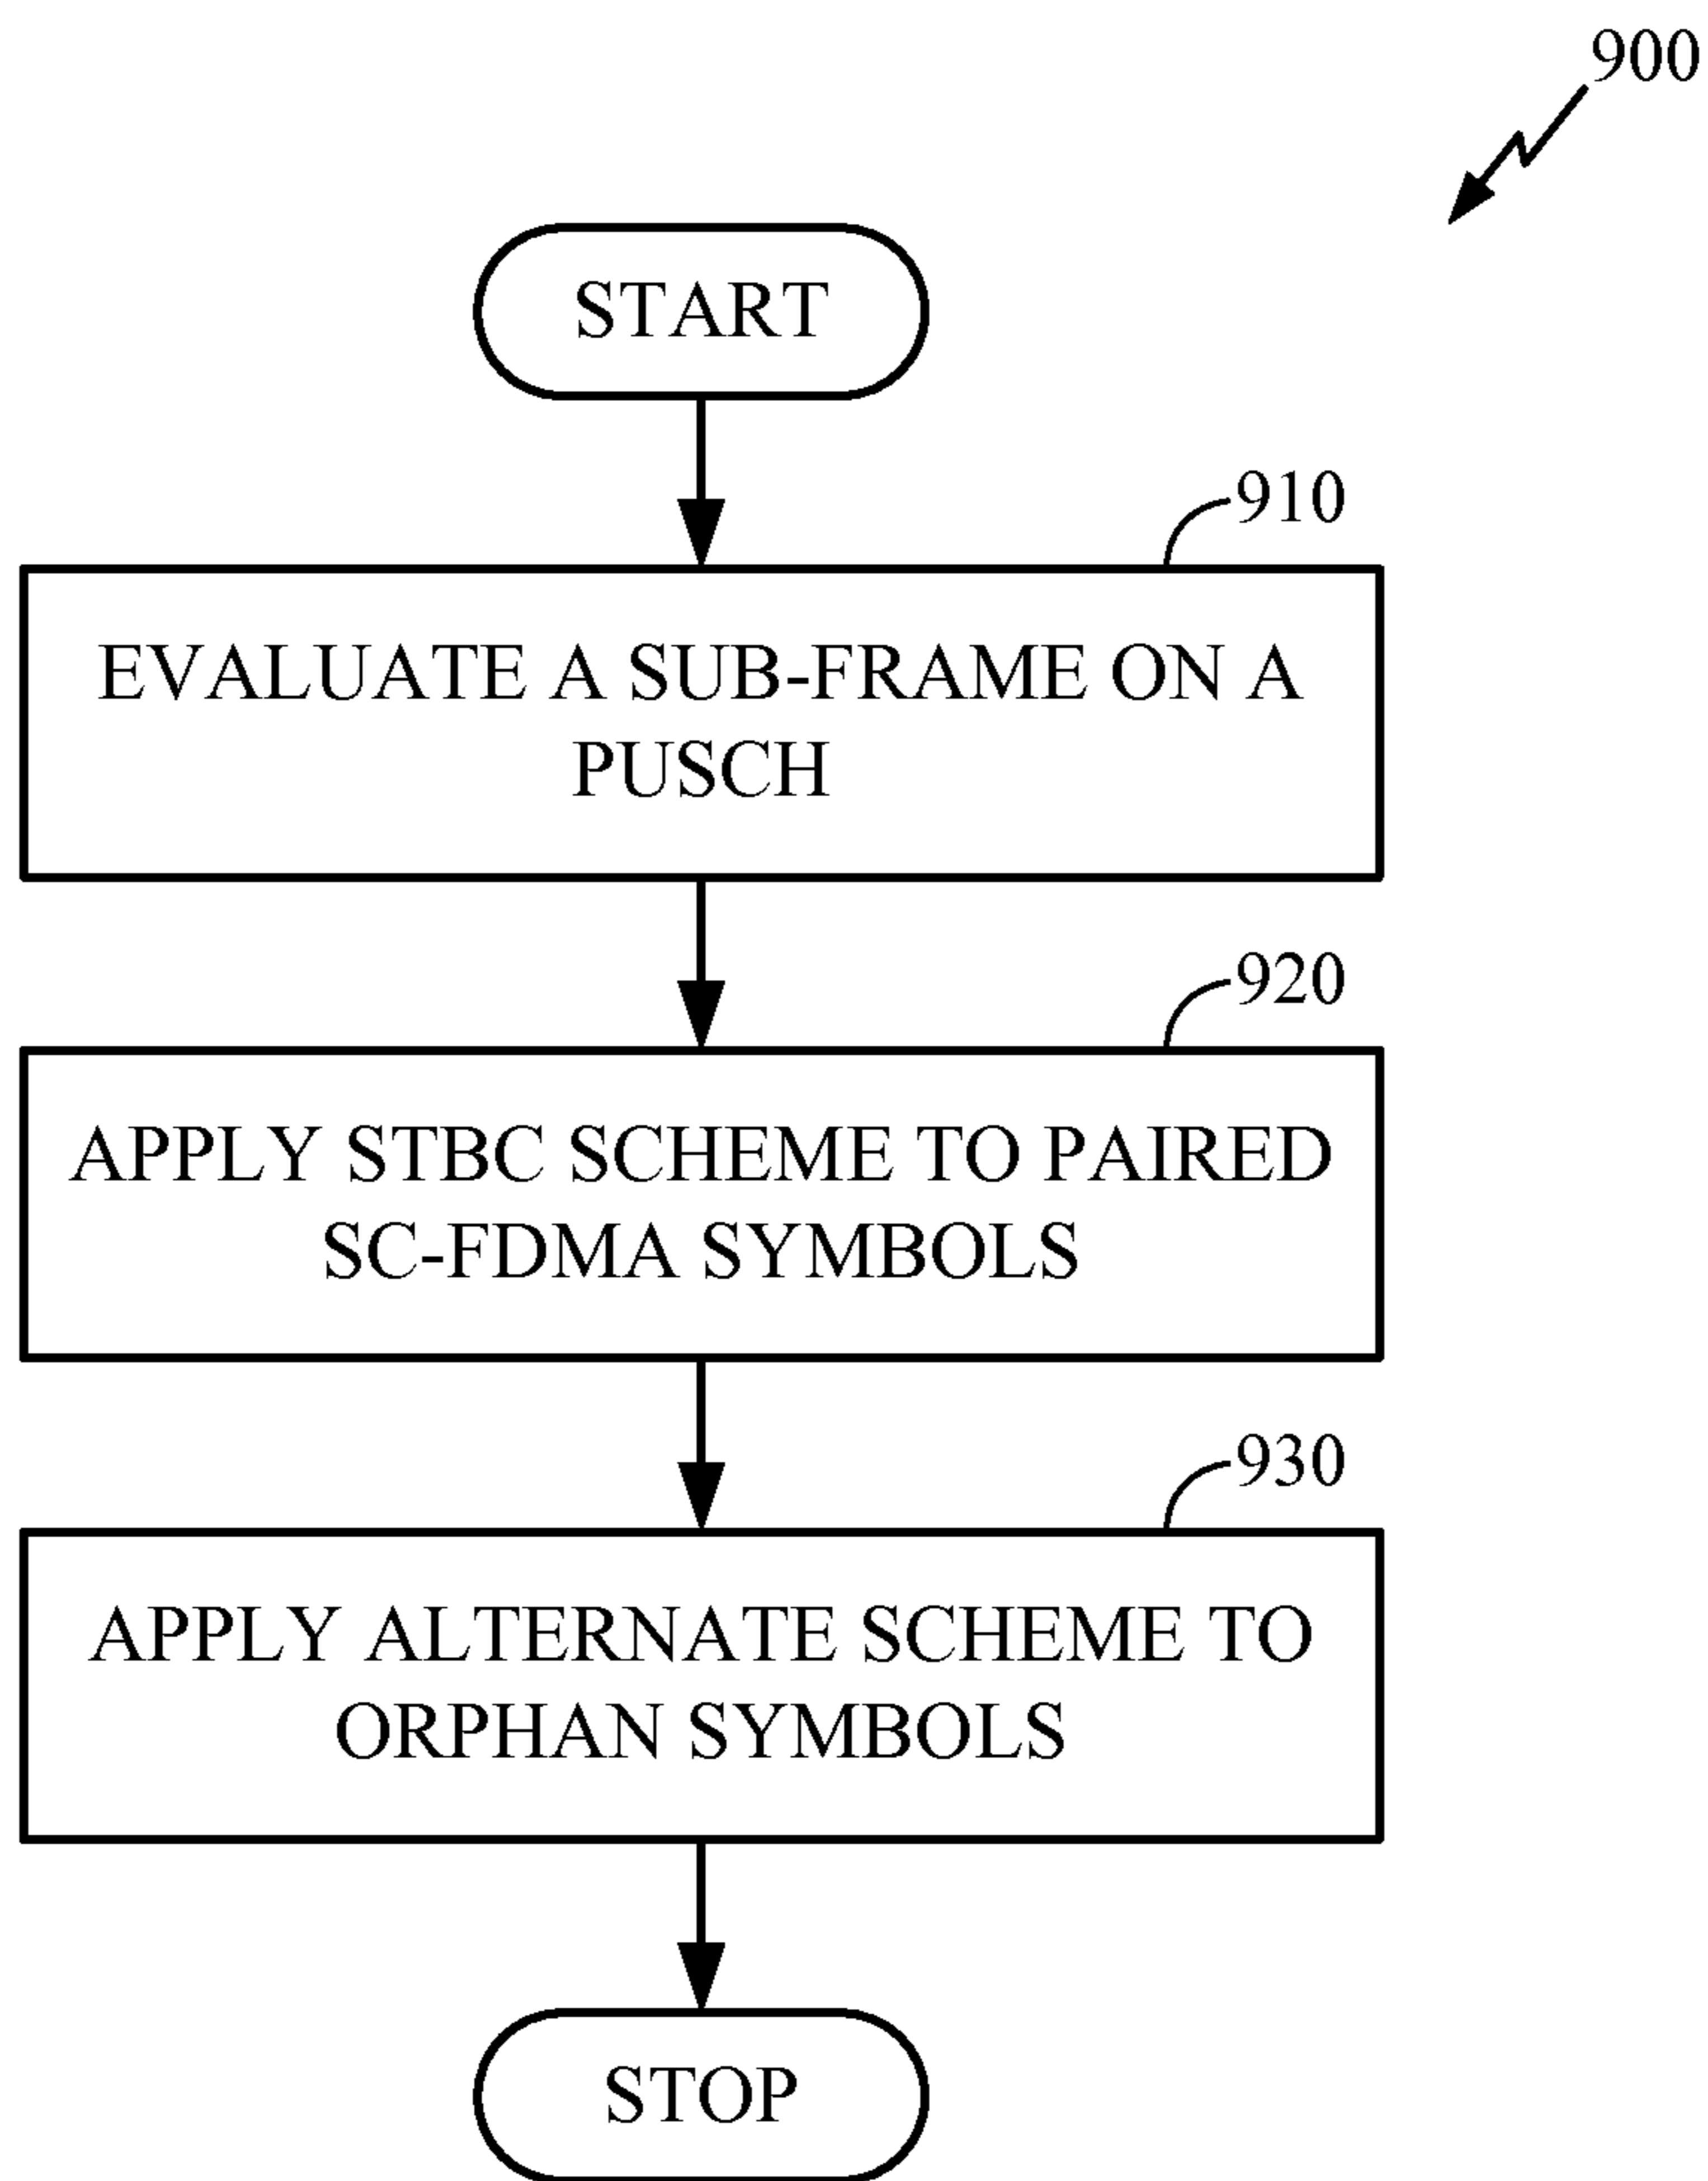 900
START
910
EVALUATE A SUB-FRAME ON A
PUSCH
920
APPLY STBC SCHEME TO PAIRED
SC-FDMA SYMBOLS
930
APPLY ALTERNATE SCHEME TO
ORPHAN SYMBOLS
STOP